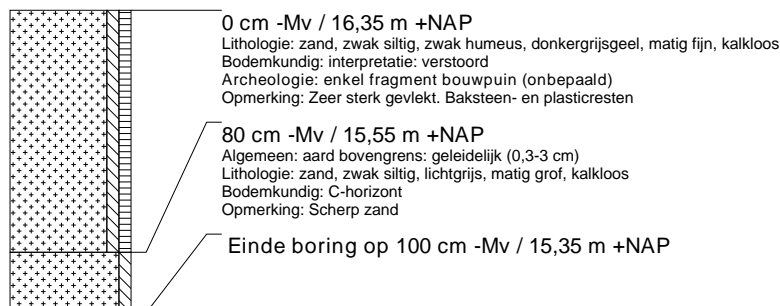 0 cm -Mv / 16,35 m +NAP
Lithologie: zand, zwak siltig, zwak humeus, donkergrijsgeel, matig fijn, kalkloos
Bodemkundig: interpretatie: verstoord
Archeologie: enkel fragment bouwpuin (onbepaald)
Opmerking: Zeer sterk gevlekt. Baksteen- en plasticresten
80 cm -Mv / 15,55 m +NAP
Algemeen: aard bovengrens: geleidelijk (0,3-3 cm)
Lithologie: zand, zwak siltig, lichtgrijs, matig grof, kalkloos
Bodemkundig: C-horizont
Opmerking: Scherp zand
Einde boring op 100 cm -Mv / 15,35 m +NAP